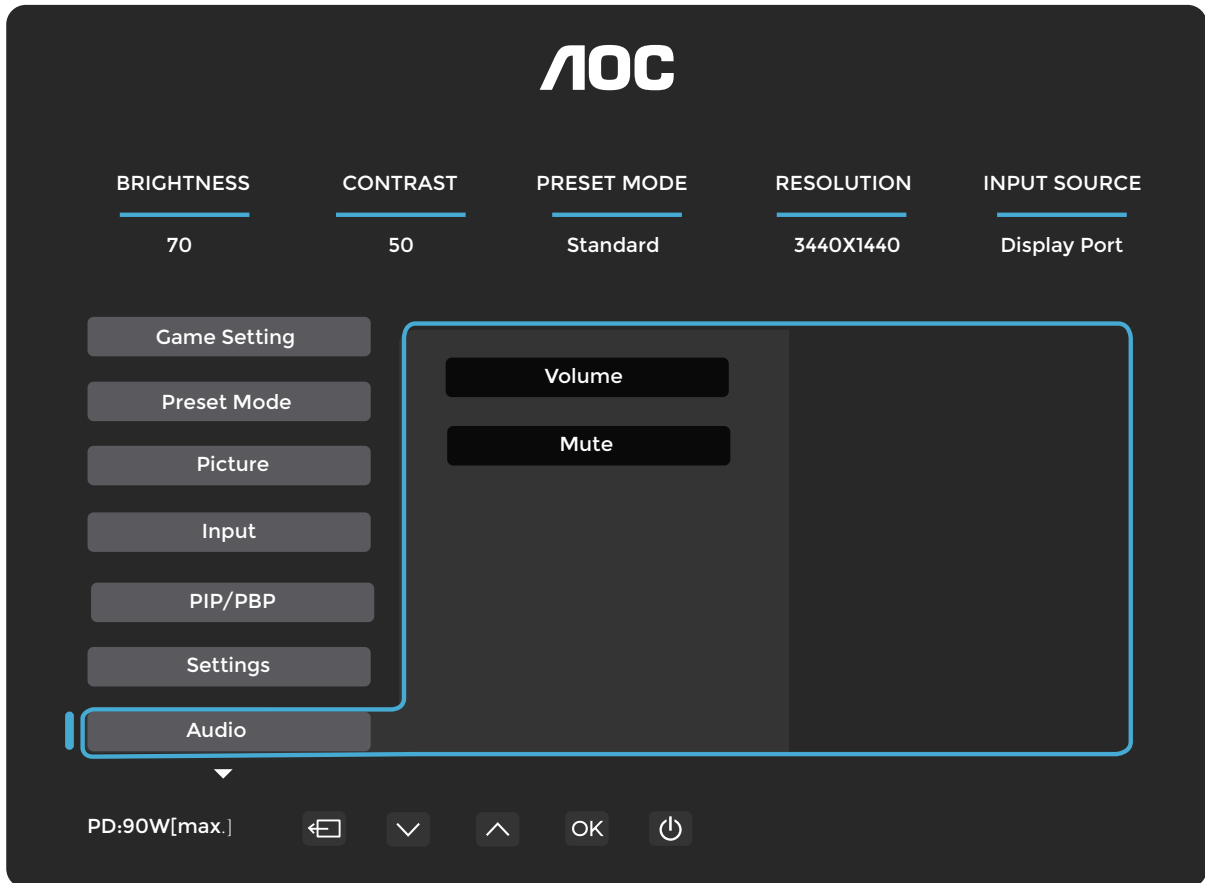 AOC
BRIGHTNESS CONTRAST PRESET MODE RESOLUTION INPUT SOURCE
70 50 Standard 3440X1440 Display Port
Game Setting
Volume
Preset Mode
Mute
Picture
Input
PIP/PBP
Settings
Audio
PD:90W[max.]
OK